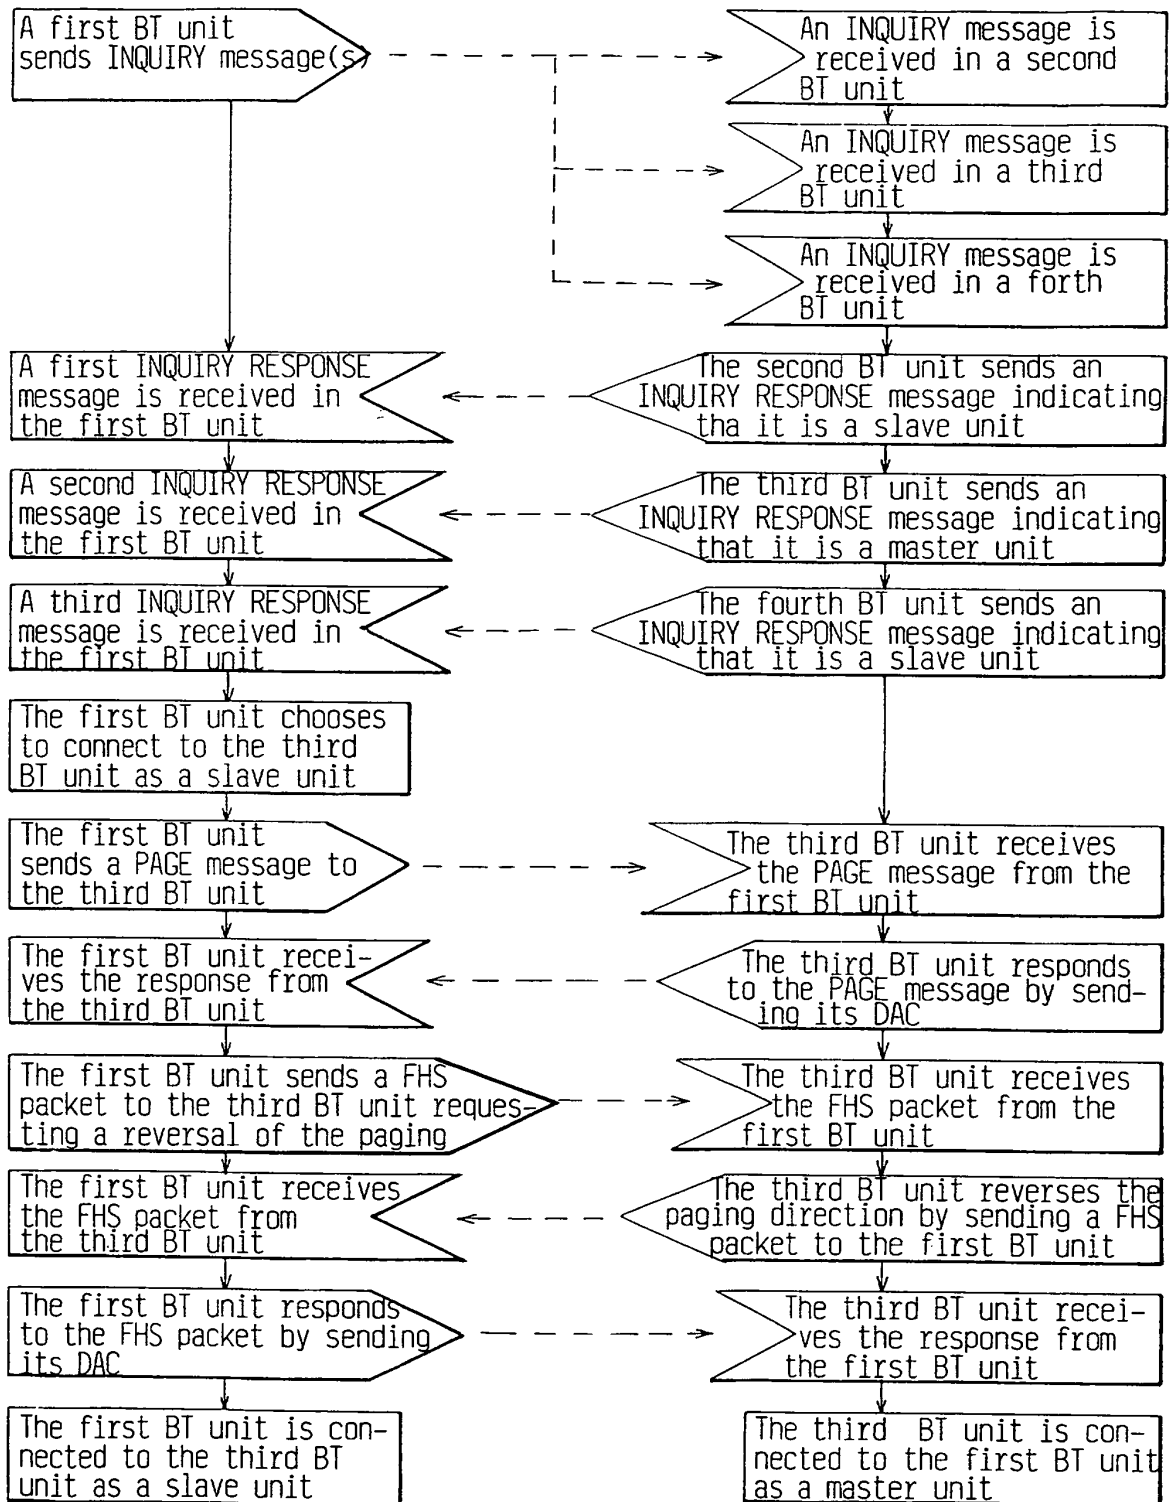 A first BT unit
sends INQUIRY message(s)
An INQUIRY message is
received in a second
BT unit
An INQUIRY message is
received in a third
BT unit
An INQUIRY message is
received in a forth
BT unit
A first INQUIRY RESPONSE
message is received in
the first BT unit
The second BT unit sends an
INQUIRY RESPONSE message indicating
tha it is a slave unit
A second INQUIRY RESPONSE
message is received in
the first BT unit
The third BT unit sends an
INQUIRY RESPONSE message indicating
that it is a master unit
A third INQUIRY RESPONSE
message is received in
the first BT unit
The fourth BT unit sends an
INQUIRY RESPONSE message indicating
that it is a slave unit
The first BT unit chooses
to connect to the third
BT unit as a slave unit
The first BT unit
sends a PAGE message to
the third BT unit
The third BT unit receives
the PAGE message from the
first BT unit
The first BT unit recei-
ves the response from
the third BT unit
The third BT unit responds
to the PAGE message by send-
ing its DAC
The first BT unit sends a FHS
packet to the third BT unit reques-
ting a reversal of the paging
The third BT unit receives
the FHS packet from the
first BT unit
The first BT unit receives
the FHS packet from
the third BT unit
The third BT unit reverses the
paging direction by sending a FHS
packet to the first BT unit
The first BT unit responds
to the FHS packet by sending
its DAC
The third BT unit recei-
ves the response from
the first BT unit
The first BT unit is con-
nected to the third BT
unit as a slave unit
The third BT unit is con-
nected to the first BT unit
as a master unit